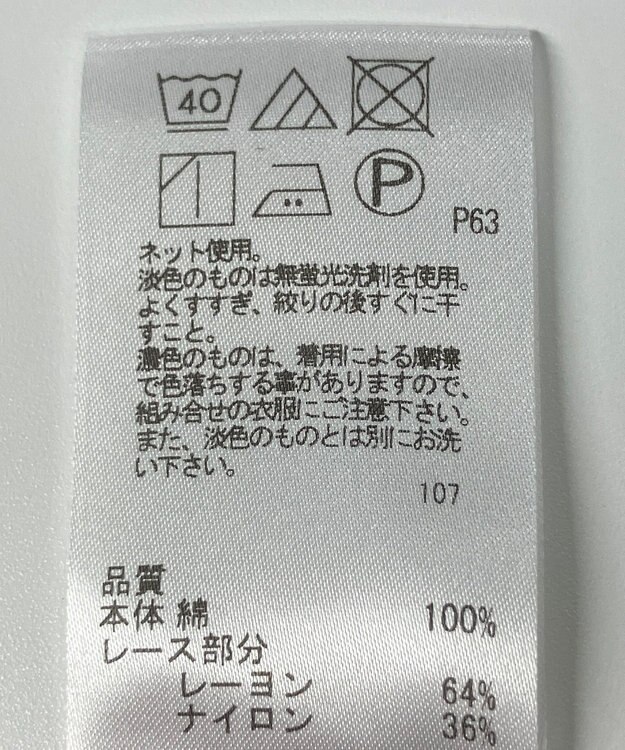 40
P
P63
ネット使用。
淡色のものは無蛍光洗剤を使用。
よくすすぎ、絞りの後すぐに干
すこと。
濃色のものは、着用による摩擦
で色落ちする事がありますので、
組み合せの衣服にご注意下さい。
また、淡色のものとは別にお洗
い下さい。
107
品質
本体 綿 100%
レース部分
レーヨン 64%
ナイロン 36%